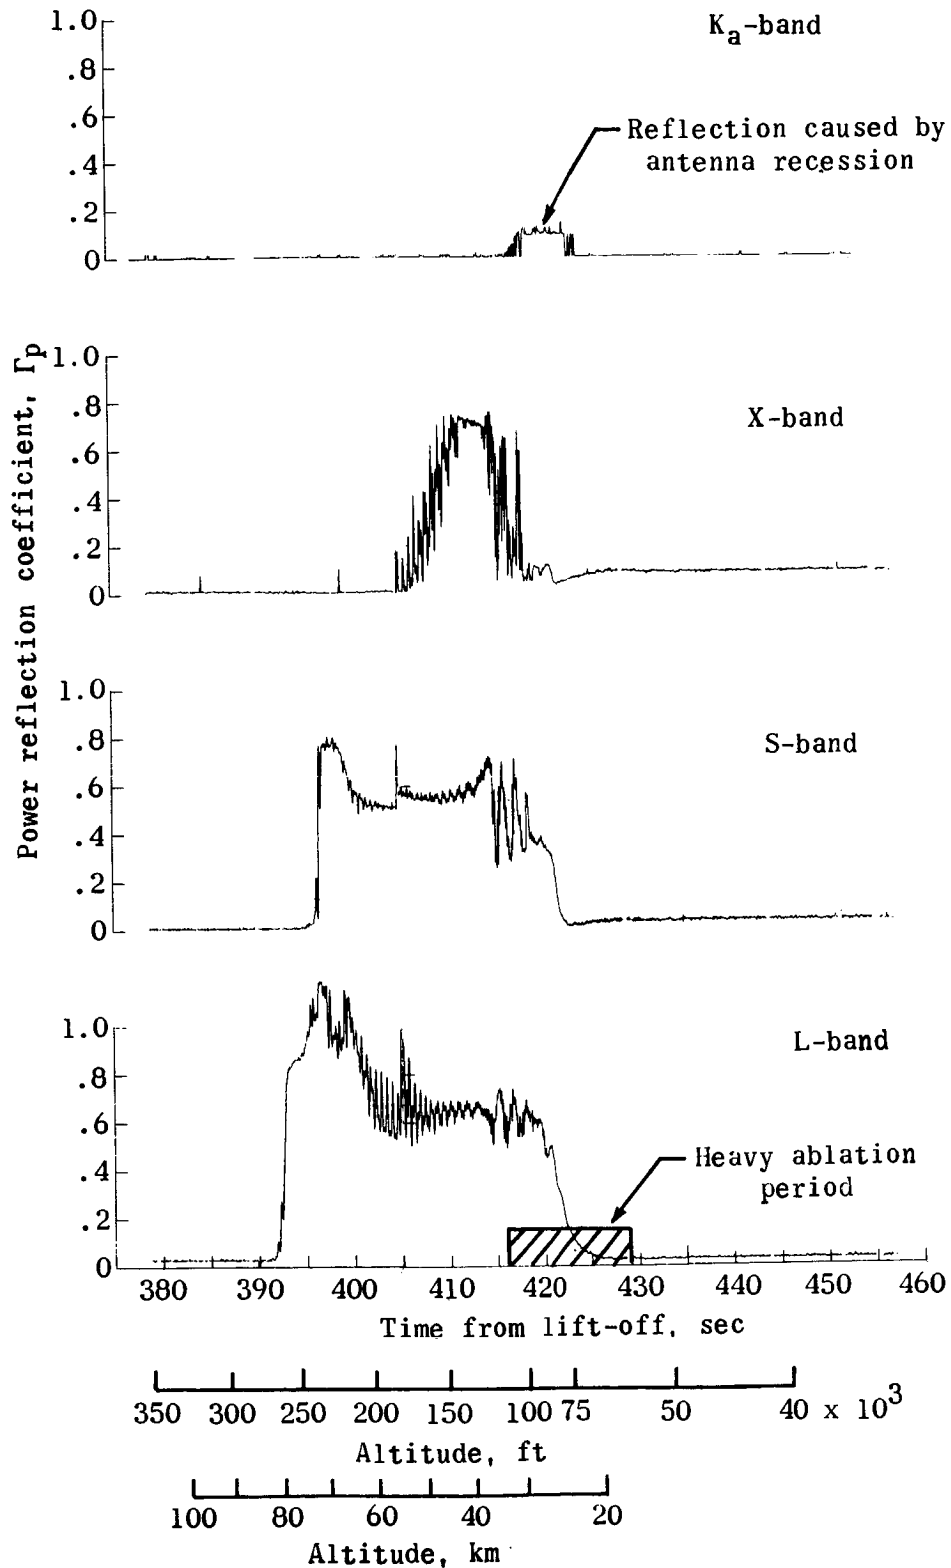 Power reflection coefficient, Γp
1.0
.8
.6
.4
.2
0
Ka-band
Reflection caused by
antenna recession
1.0
.8
.6
.4
.2
0
X-band
1.0
.8
.6
.4
.2
0
S-band
1.0
.8
.6
.4
.2
0
L-band
Heavy ablation
period
380 390 400 410 420 430 440 450 460
Time from lift-off, sec
350 300 250 200 150 100 75 50 40 x 10³
Altitude, ft
100 80 60 40 20
Altitude, km